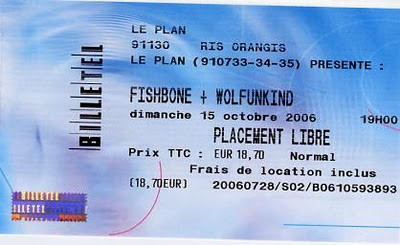 BILLETEL
LE PLAN
91130 RIS ORANGIS
LE PLAN (910733-34-35) PRESENTE :
FISHBONE + WOLFUNKIND
dimanche 15 octobre 2006 19H00
PLACEMENT LIBRE
Prix TTC : EUR 18,70 Normal
Frais de location inclus
(18,70EUR) 20060728/S02/B0610593893
BILLETEL